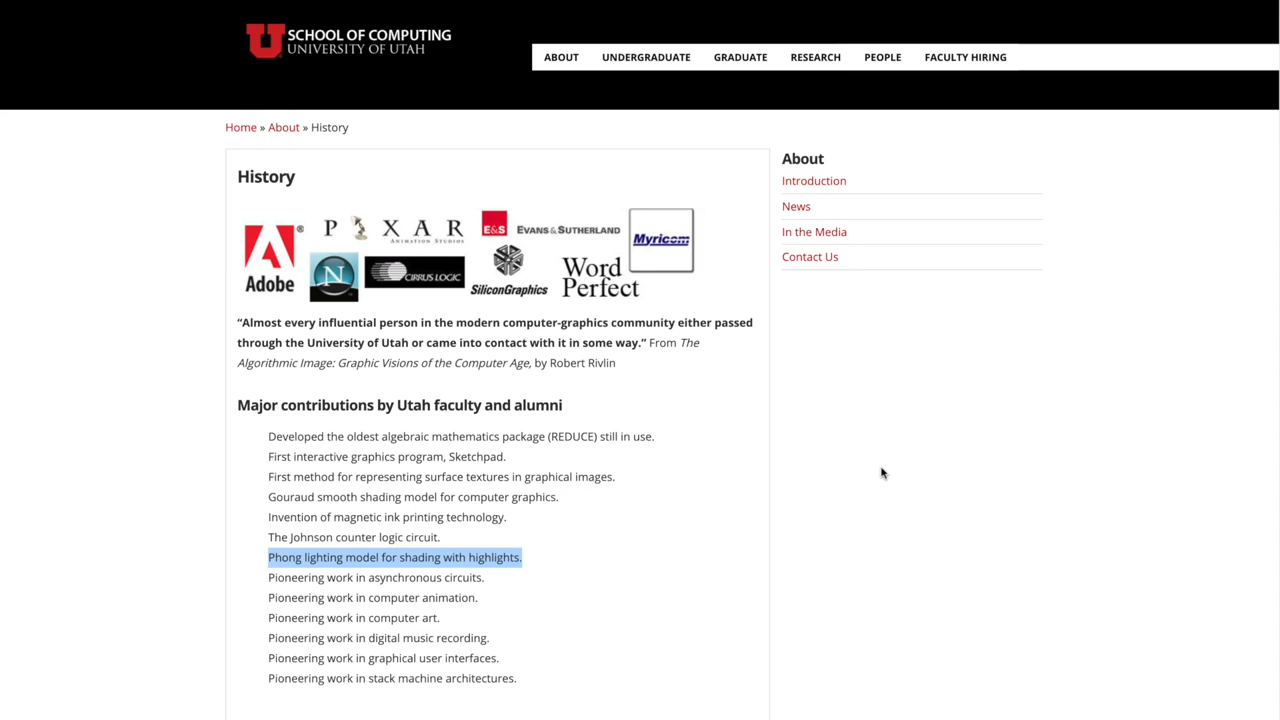 SCHOOL OF COMPUTING
UNIVERSITY OF UTAH
ABOUT UNDERGRADUATE GRADUATE RESEARCH PEOPLE FACULTY HIRING
Home » About » History
History
Adobe ®
P I X A R
ANIMATION STUDIOS
E&S EVANS & SUTHERLAND
Myricom
N
CIRRUS LOGIC
SiliconGraphics
Word
Perfect
“Almost every influential person in the modern computer-graphics community either passed
through the University of Utah or came into contact with it in some way.” From The
Algorithmic Image: Graphic Visions of the Computer Age, by Robert Rivlin
Major contributions by Utah faculty and alumni
Developed the oldest algebraic mathematics package (REDUCE) still in use.
First interactive graphics program, Sketchpad.
First method for representing surface textures in graphical images.
Gouraud smooth shading model for computer graphics.
Invention of magnetic ink printing technology.
The Johnson counter logic circuit.
Phong lighting model for shading with highlights.
Pioneering work in asynchronous circuits.
Pioneering work in computer animation.
Pioneering work in computer art.
Pioneering work in digital music recording.
Pioneering work in graphical user interfaces.
Pioneering work in stack machine architectures.
About
Introduction
News
In the Media
Contact Us